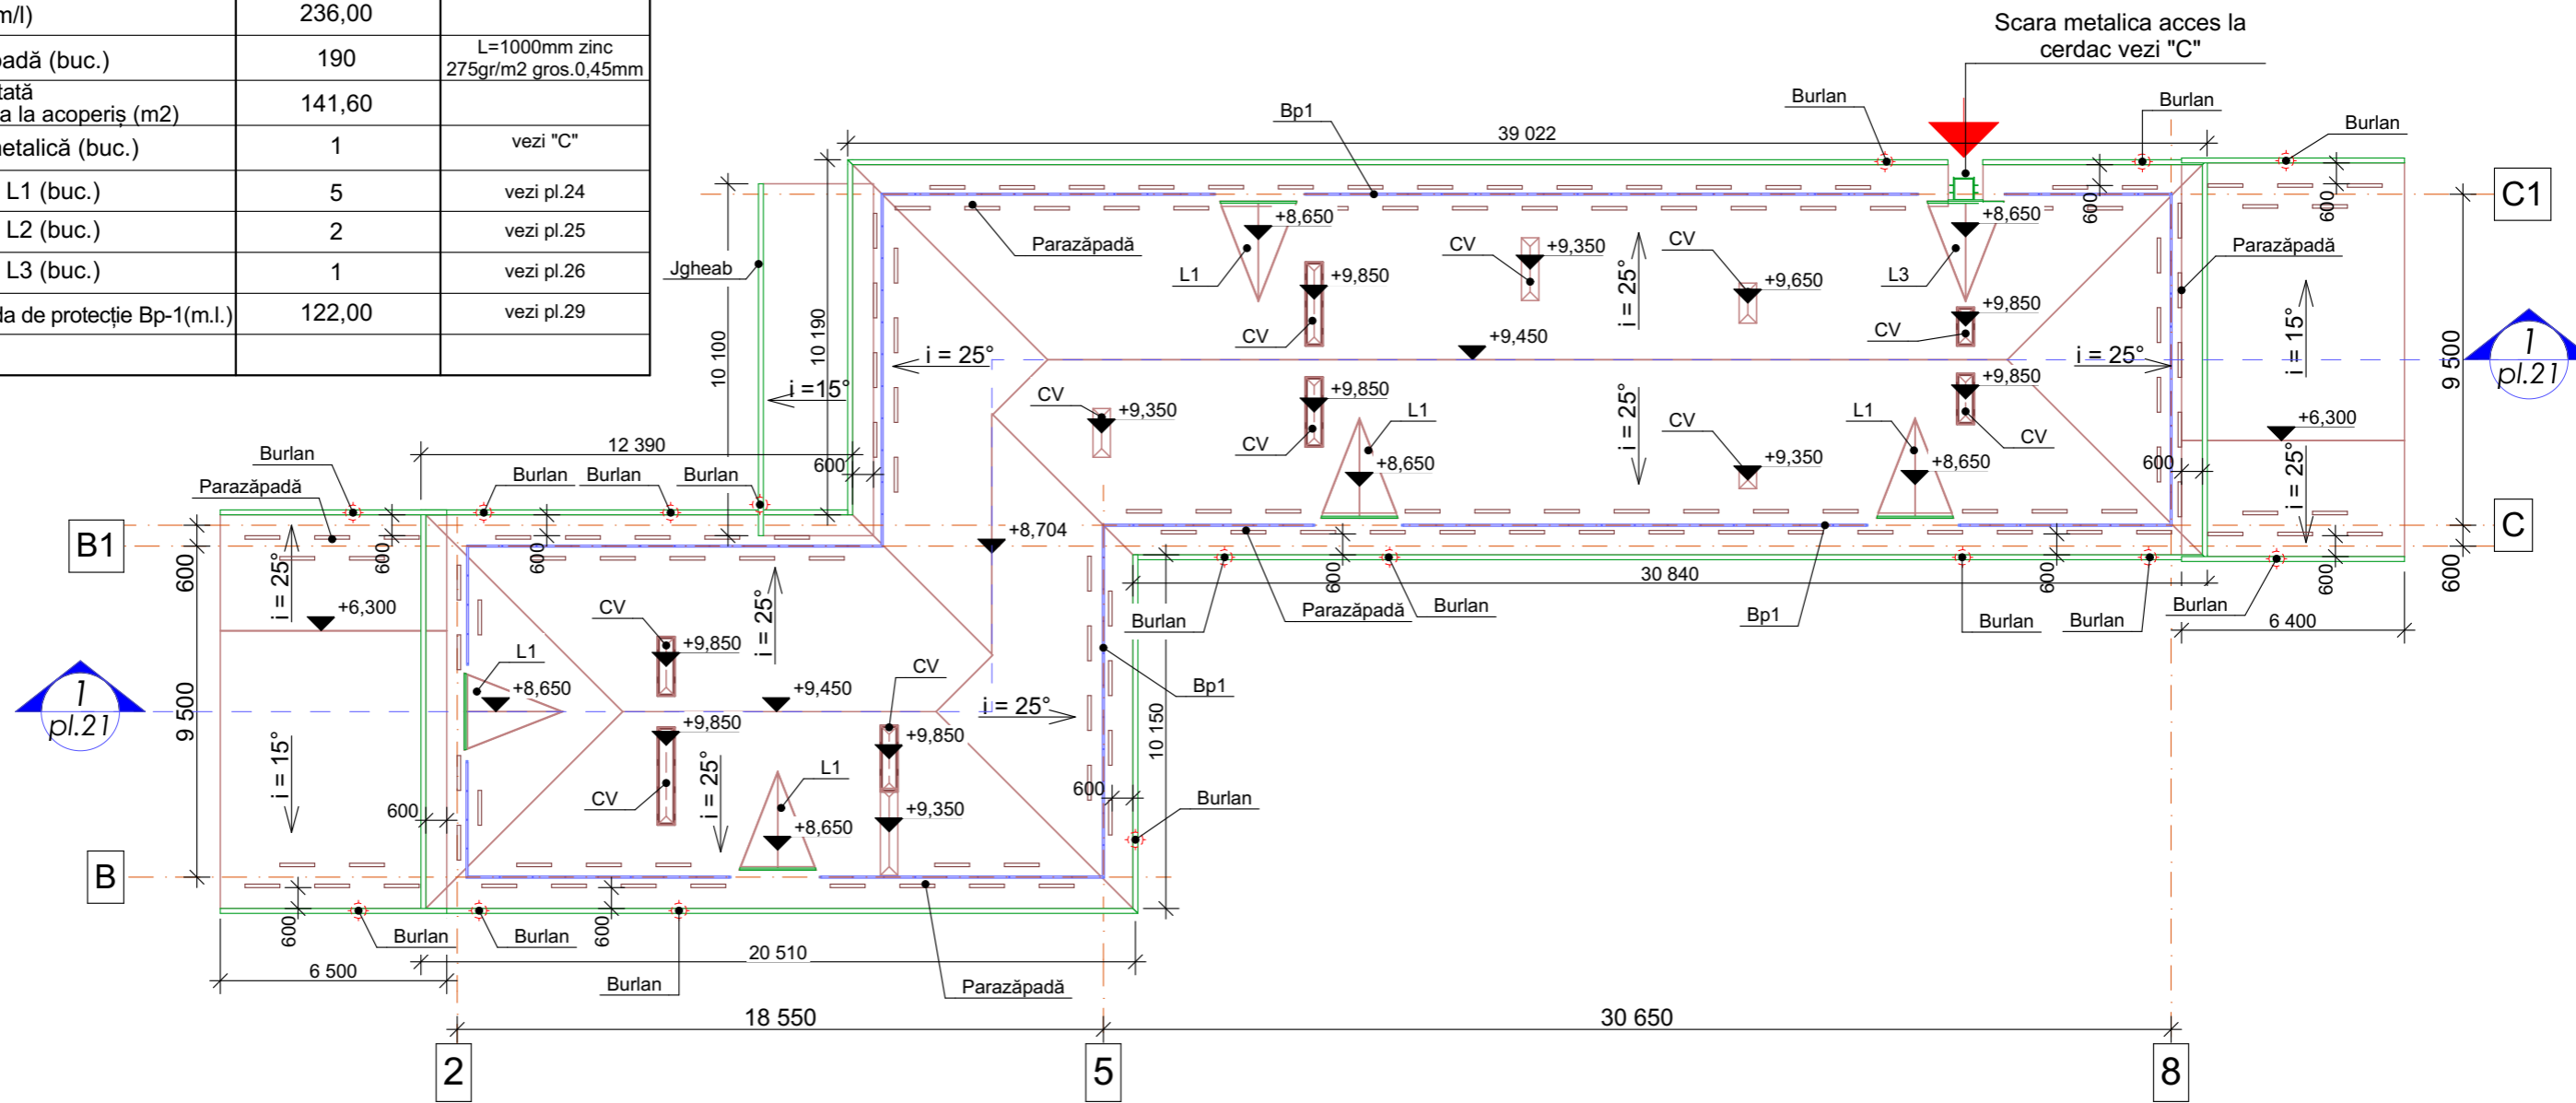 m/l) 236,00
padă (buc.) 190 L=1000mm zinc
275gr/m2 gros.0,45mm
tată
a la acoperiș (m2) 141,60
netalică (buc.) 1 vezi "C"
L1 (buc.) 5 vezi pl.24
L2 (buc.) 2 vezi pl.25
L3 (buc.) 1 vezi pl.26
da de protecție Bp-1(m.l.) 122,00 vezi pl.29
Scara metalica acces la
cerdac vezi "C"
Burlan
Burlan
Burlan
Bp1
39 022
C1
600
600
Parazăpadă
Parazăpadă
+8,650
+8,650
L1
L3
CV
+9,350
CV
+9,650
i = 25°
Jgheab
+9,850
CV
+9,850
CV
10 100
10 190
i = 25°
+9,450
i = 25°
i = 15°
9 500
1
pl.21
i =15°
CV
+9,350
+9,850
CV
L1
+8,650
i = 25°
CV
+9,350
L1
+8,650
+9,850
CV
+6,300
i = 25°
600
12 390
600
Burlan
Parazăpadă
Burlan
Burlan
Burlan
B1
600
600
600
i = 25°
+8,704
C
600
600
600
600
30 840
Burlan
Parazăpadă
Burlan
Bp1
Burlan
Burlan
Burlan
6 400
+6,300
CV
+9,850
i = 25°
L1
+8,650
+9,450
CV
i = 25°
Bp1
1
pl.21
9 500
i = 15°
+9,850
CV
i = 25°
L1
+8,650
+9,850
+9,350
10 150
600
600
Burlan
B
600
600
Burlan
Burlan
Burlan
Parazăpadă
6 500
20 510
18 550
30 650
2
5
8